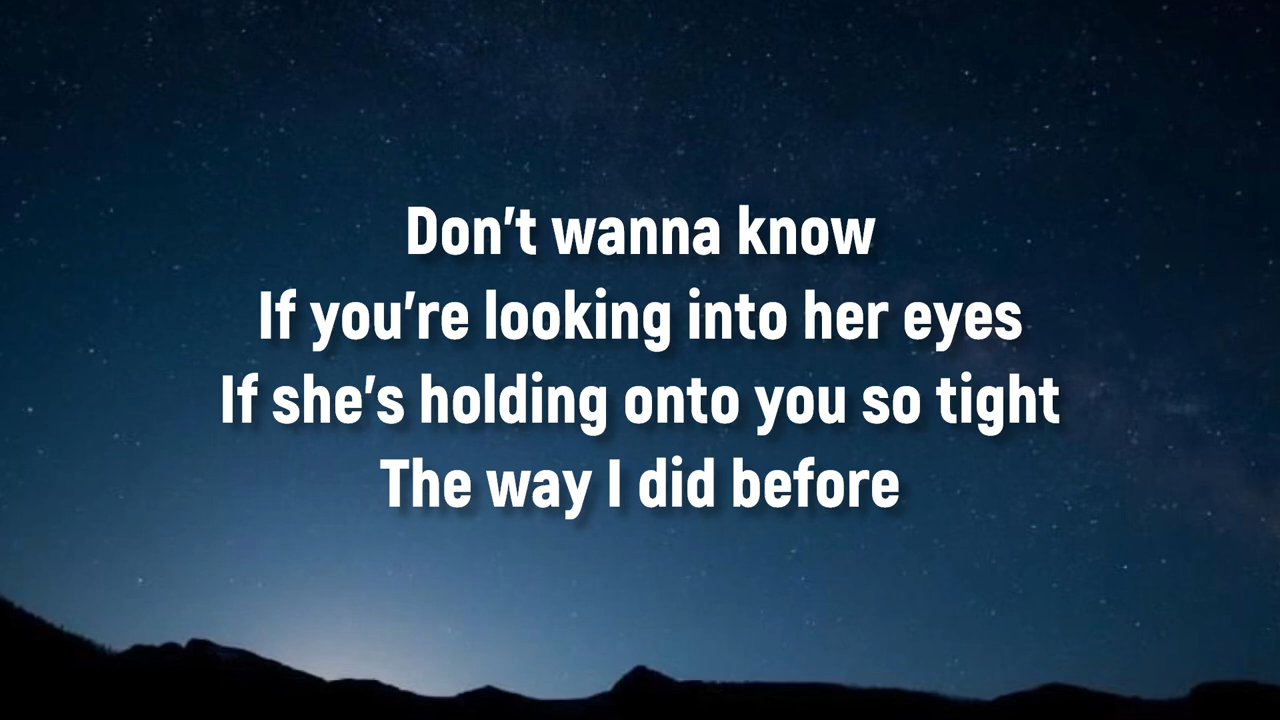 Don't wanna know
If you're looking into her eyes
If she's holding onto you so tight
The way I did before